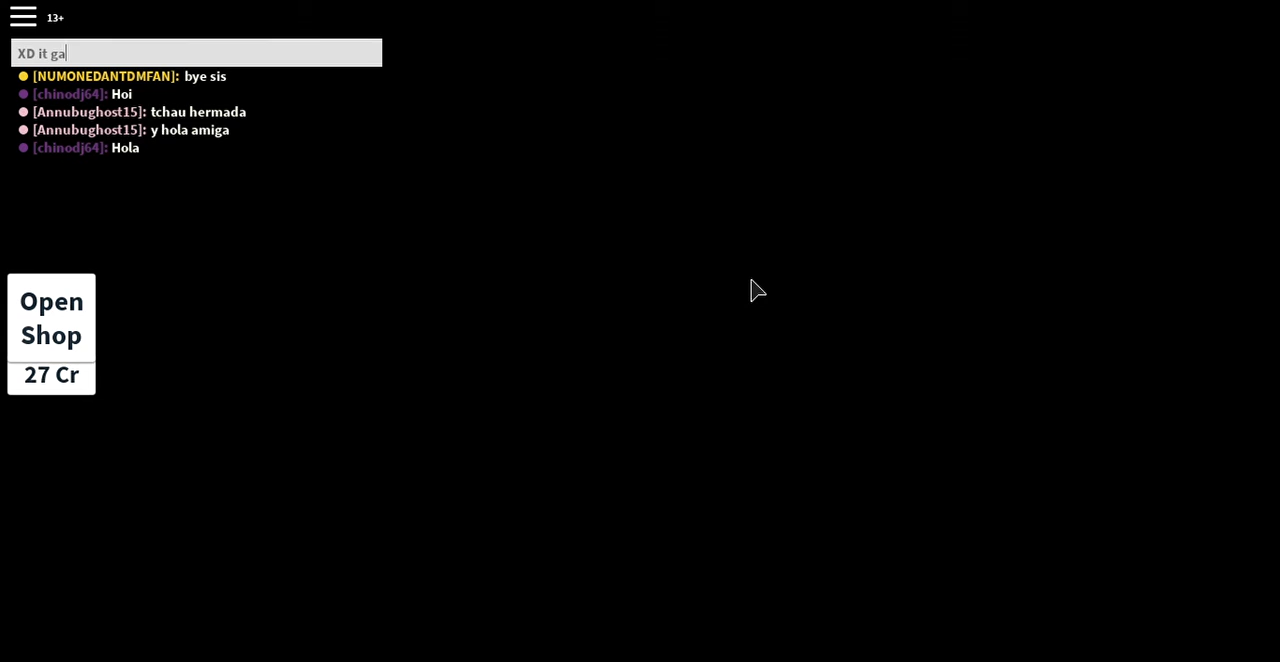 13+
XD it ga
[NUMONEDANTDMFAN]: bye sis
[chinodj64]: Hoi
[Annubughost15]: tchau hermada
[Annubughost15]: y hola amiga
[chinodj64]: Hola
Open
Shop
27 Cr